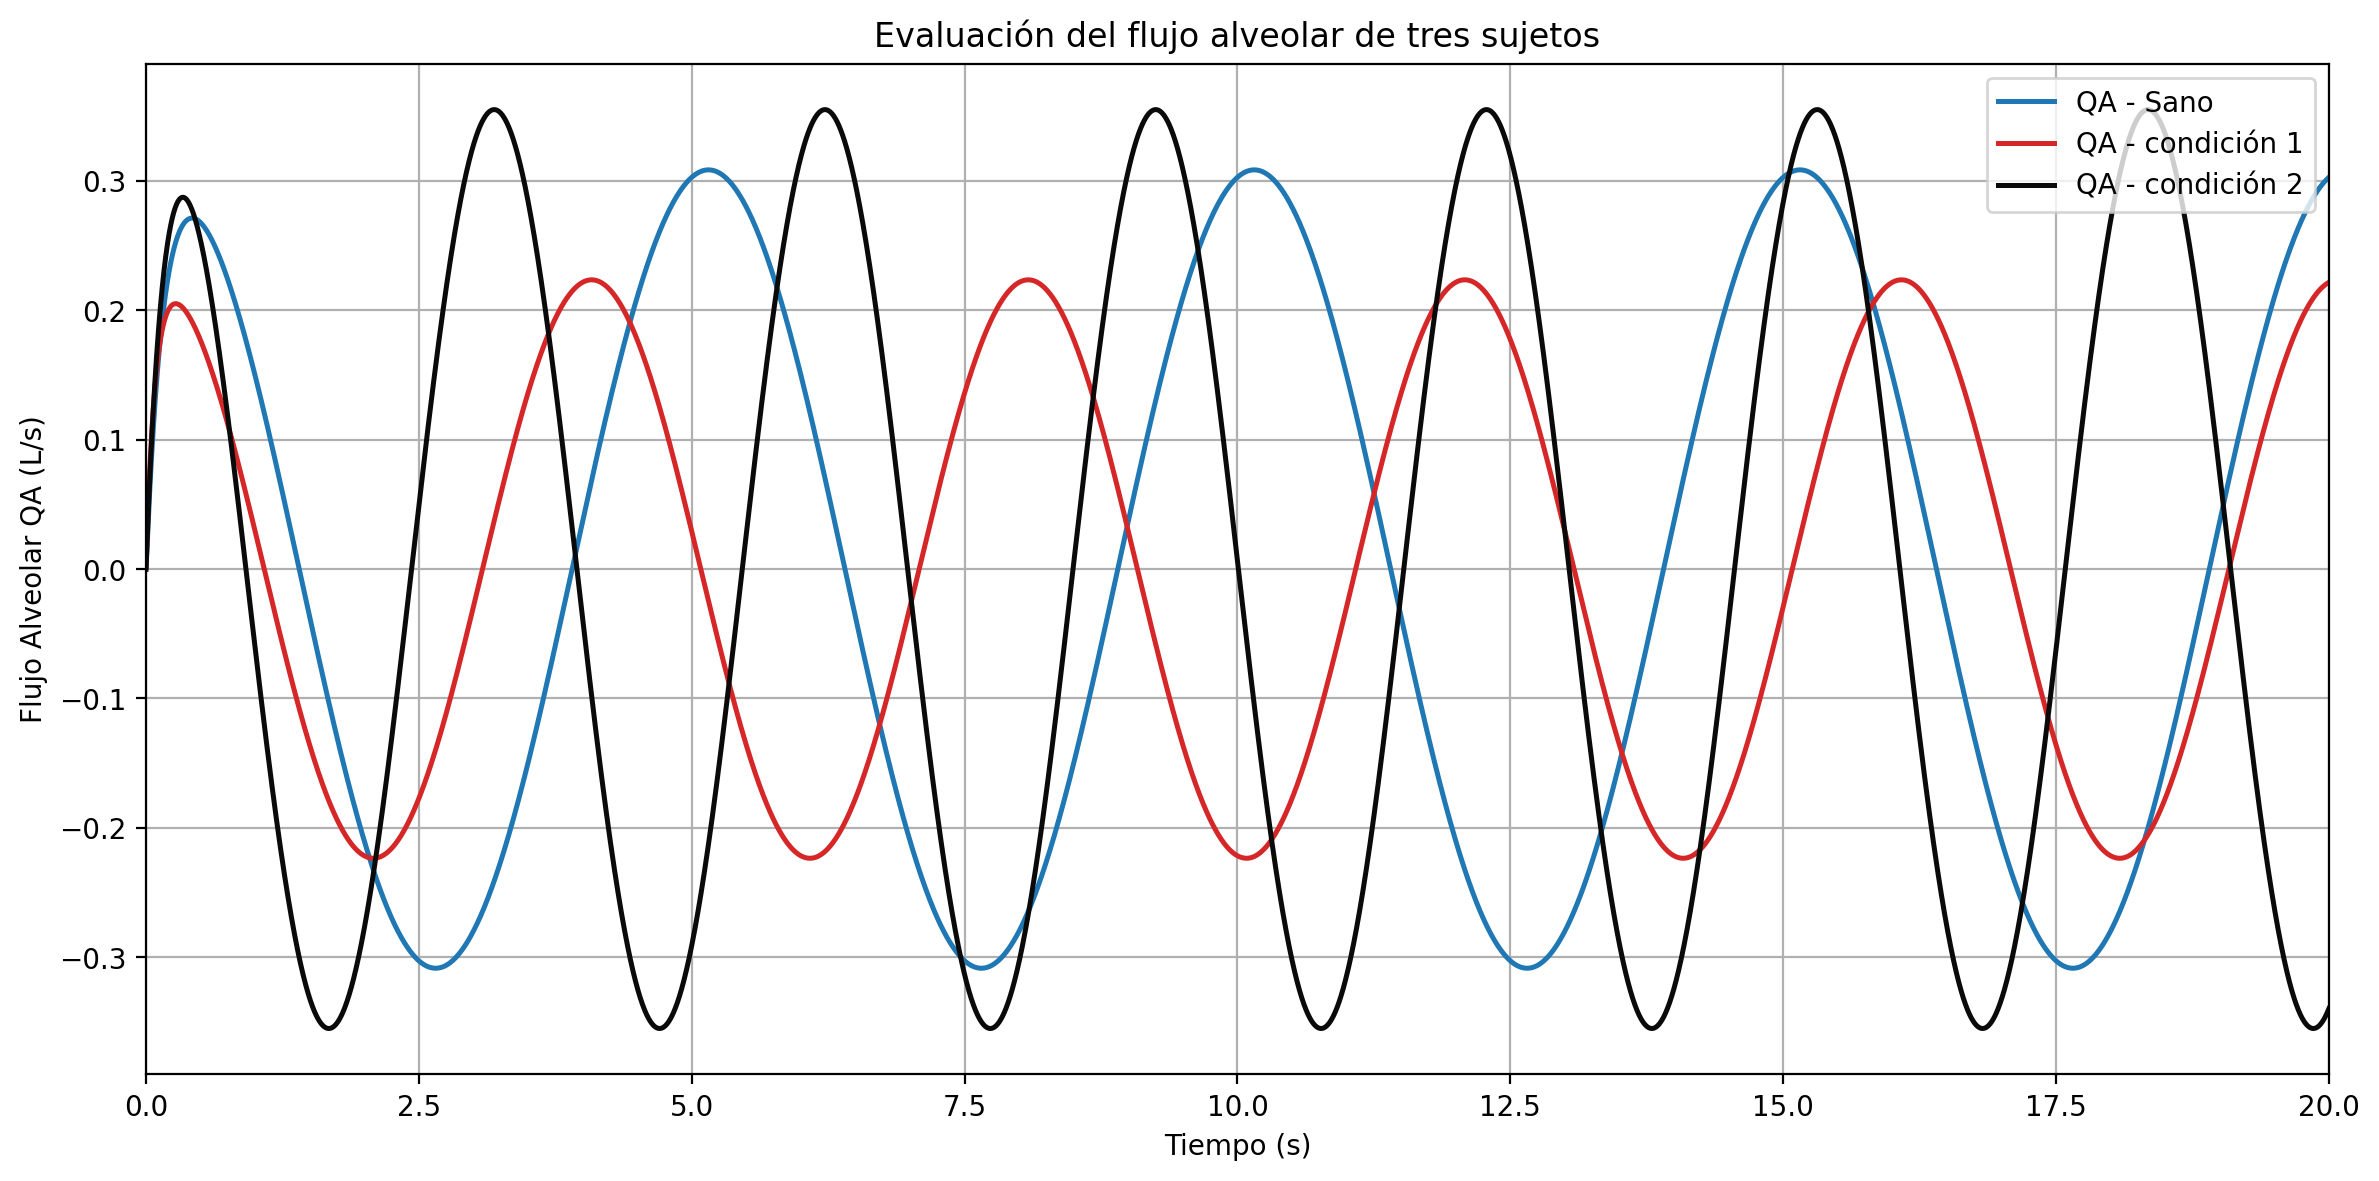 Evaluación del flujo alveolar de tres sujetos
QA - Sano
QA - condición 1
QA - condición 2
Flujo Alveolar QA (L/s)
0.3
0.2
0.1
0.0
−0.1
−0.2
−0.3
0.0 2.5 5.0 7.5 10.0 12.5 15.0 17.5 20.0
Tiempo (s)